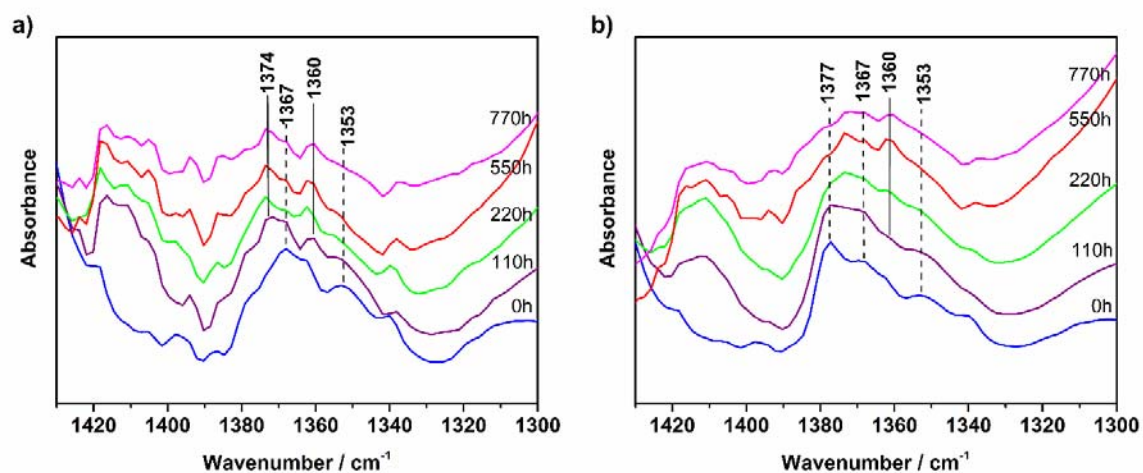 a)
1374
1367
1360
1353
770h
550h
220h
110h
0h
Absorbance
1420 1400 1380 1360 1340 1320 1300
Wavenumber / cm⁻¹
b)
1377
1367
1360
1353
770h
550h
220h
110h
0h
Absorbance
1420 1400 1380 1360 1340 1320 1300
Wavenumber / cm⁻¹